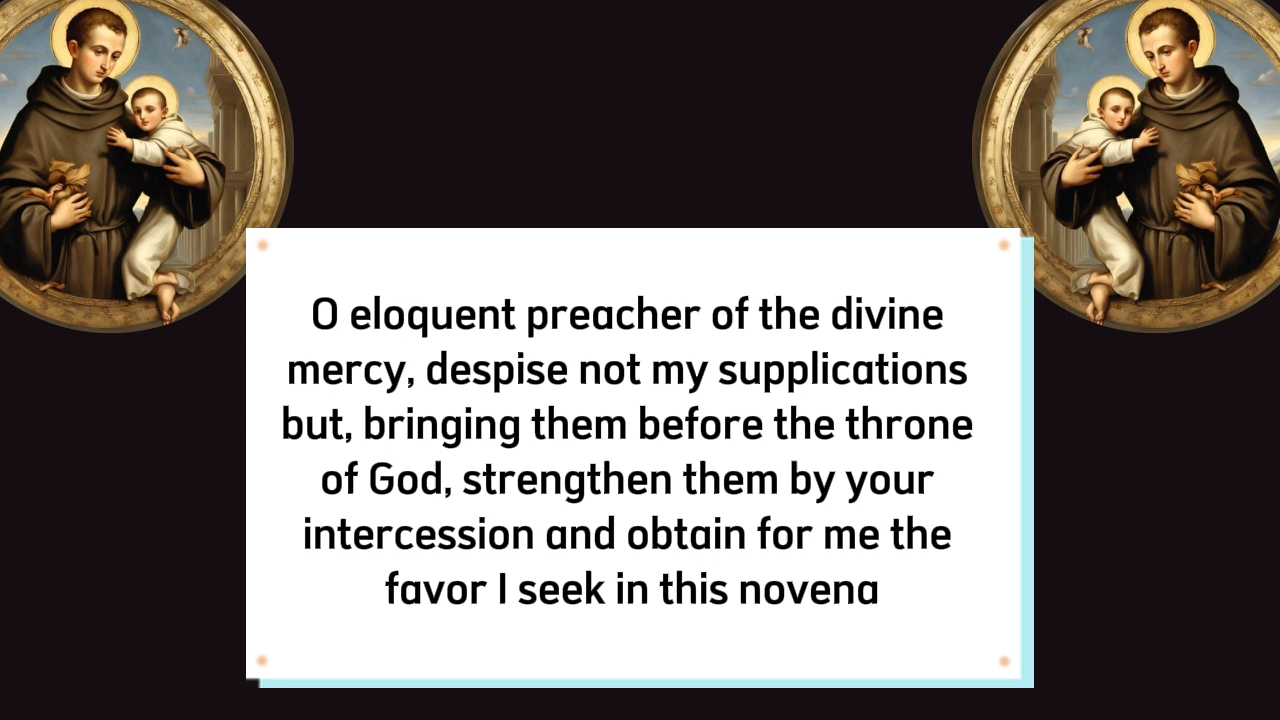 O eloquent preacher of the divine
mercy, despise not my supplications
but, bringing them before the throne
of God, strengthen them by your
intercession and obtain for me the
favor I seek in this novena